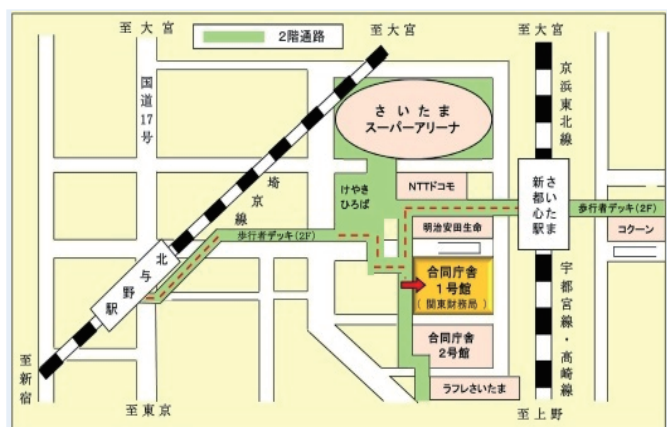 至大宮
2階通路
至大宮
至大宮
国道17号
埼京線
京浜東北線
さいたま
スーパーアリーナ
けやき
ひろば
NTTドコモ
さいたま
新都心駅
歩行者デッキ(2F)
コクーン
明治安田生命
歩行者デッキ(2F)
北与野駅
合同庁舎
1号館
(関東財務局)
合同庁舎
2号館
宇都宮線・高崎線
ラフレさいたま
至新宿
至東京
至上野